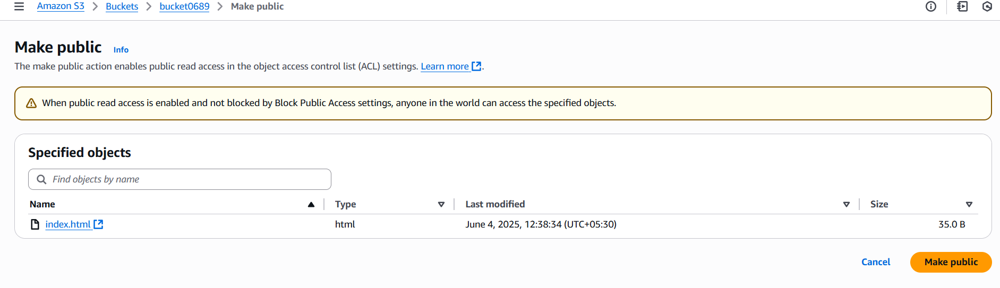 Amazon S3 > Buckets > bucket0689 > Make public
Make public Info
The make public action enables public read access in the object access control list (ACL) settings. Learn more.
When public read access is enabled and not blocked by Block Public Access settings, anyone in the world can access the specified objects.
Specified objects
Find objects by name
Name Type Last modified Size
index.html html June 4, 2025, 12:38:34 (UTC+05:30) 35.0 B
Cancel Make public